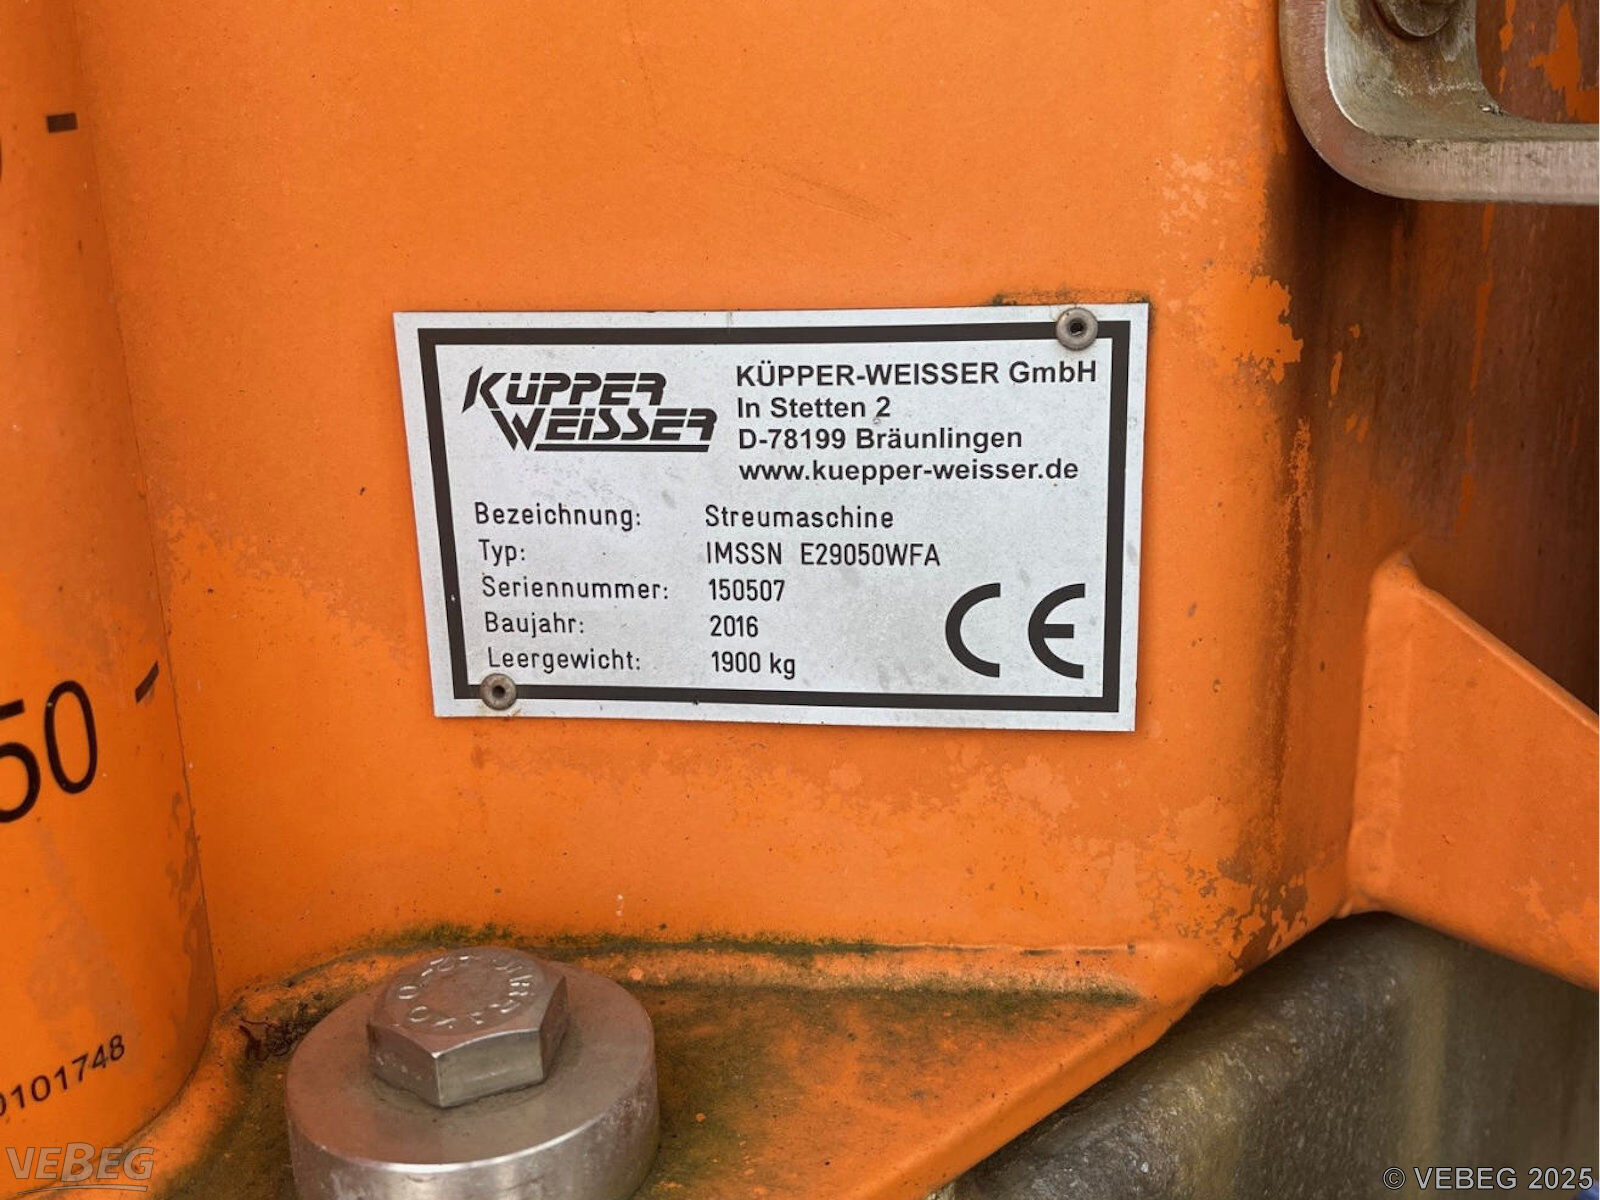 KÜPPER
WEISSER
KÜPPER-WEISSER GmbH
In Stetten 2
D-78199 Bräunlingen
www.kuepper-weisser.de
Bezeichnung: Streumaschine
Typ: IMSSN E29050WFA
Seriennummer: 150507
Baujahr: 2016
Leergewicht: 1900 kg
CE
50
0101748
VEBEG
© VEBEG 2025